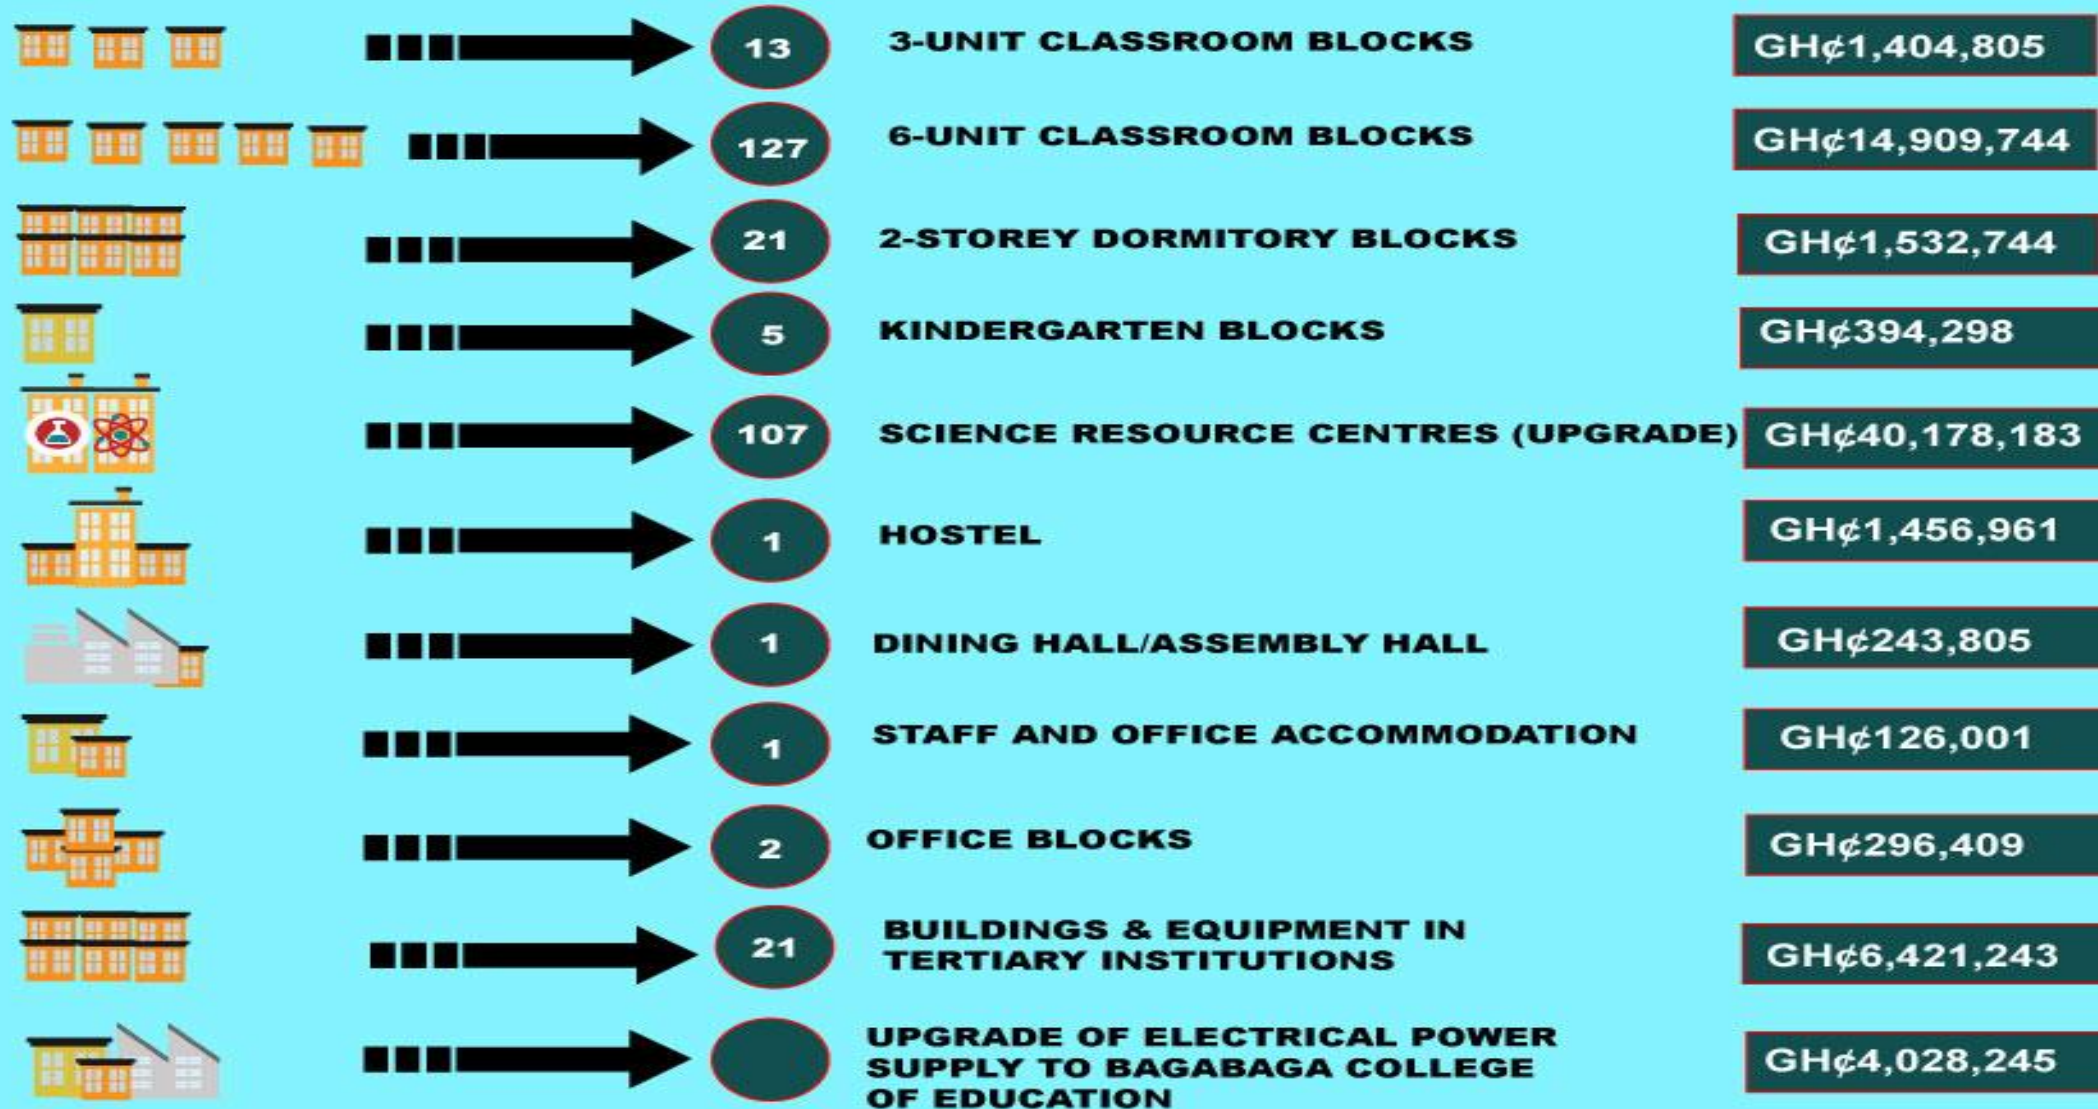 13 3-UNIT CLASSROOM BLOCKS GH¢1,404,805
127 6-UNIT CLASSROOM BLOCKS GH¢14,909,744
21 2-STOREY DORMITORY BLOCKS GH¢1,532,744
5 KINDERGARTEN BLOCKS GH¢394,298
107 SCIENCE RESOURCE CENTRES (UPGRADE) GH¢40,178,183
1 HOSTEL GH¢1,456,961
1 DINING HALL/ASSEMBLY HALL GH¢243,805
1 STAFF AND OFFICE ACCOMMODATION GH¢126,001
2 OFFICE BLOCKS GH¢296,409
21 BUILDINGS & EQUIPMENT IN
TERTIARY INSTITUTIONS GH¢6,421,243
UPGRADE OF ELECTRICAL POWER
SUPPLY TO BAGABAGA COLLEGE GH¢4,028,245
OF EDUCATION